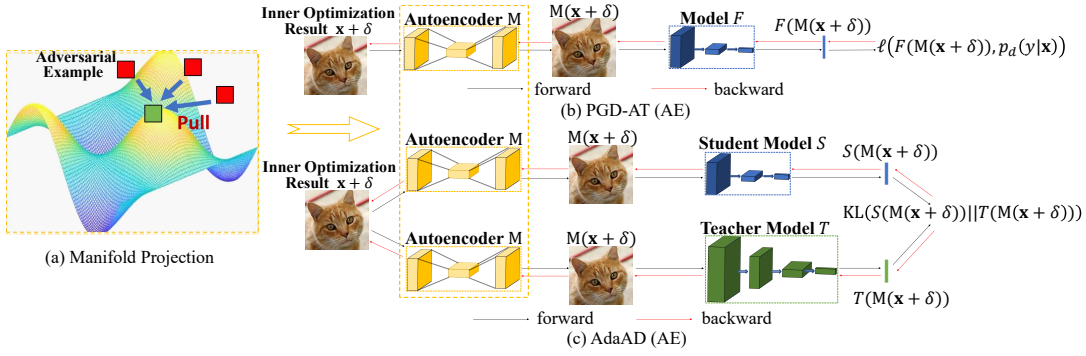 Adversarial
Example
Pull
(a) Manifold Projection
Inner Optimization
Result x + δ
Autoencoder M
M(x + δ)
Model F
F(M(x + δ))
ℓ(F(M(x + δ)), p_d(y|x))
forward
backward
(b) PGD-AT (AE)
Inner Optimization
Result x + δ
Autoencoder M
M(x + δ)
Student Model S
S(M(x + δ))
KL(S(M(x + δ))||T(M(x + δ)))
Autoencoder M
M(x + δ)
Teacher Model T
T(M(x + δ))
forward
backward
(c) AdaAD (AE)